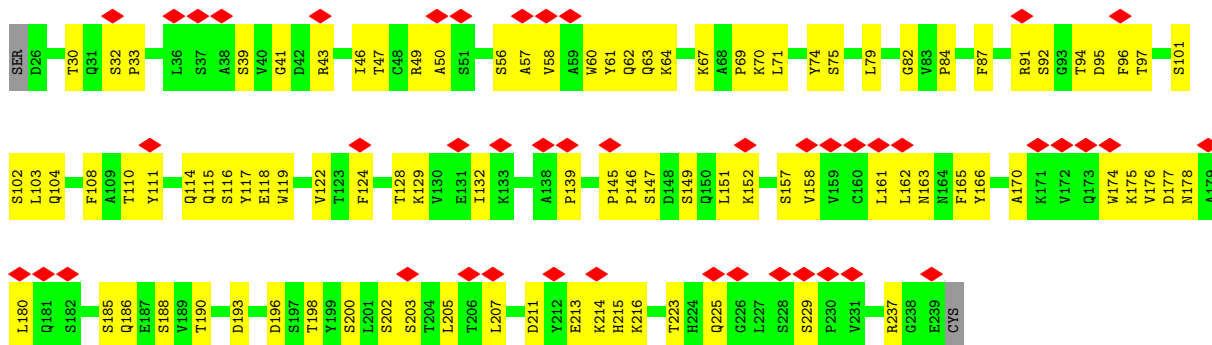 SER D26 T30 Q31 S32 P33 L36 S37 A38 S39 V40 G41 D42 R43 I46 T47 C48 R49 A50 S51 S56 A57 V58 A59 W60 Y61 Q62 Q63 K64 K67 A68 P69 K70 L71 Y74 S75 L79 G82 V83 P84 F87 R91 S92 G93 T94 D95 F96 T97 S101
S102 L103 Q104 F108 A109 T110 Y111 Q114 Q115 S116 Y117 E118 W119 V122 T123 F124 T128 K129 V130 E131 I132 K133 A138 P139 P145 P146 S147 D148 S149 Q150 L151 K152 S157 V158 V159 C160 L161 L162 N163 N164 F165 Y166 A170 K171 V172 Q173 W174 K175 V176 D177 N178 A179
L180 Q181 S182 S185 Q186 E187 S188 V189 T190 D193 D196 S197 T198 Y199 S200 L201 S202 S203 T204 L205 T206 L207 D211 Y212 E213 K214 H215 K216 T223 H224 Q225 G226 L227 S228 S229 P230 V231 R237 G238 E239 CYS